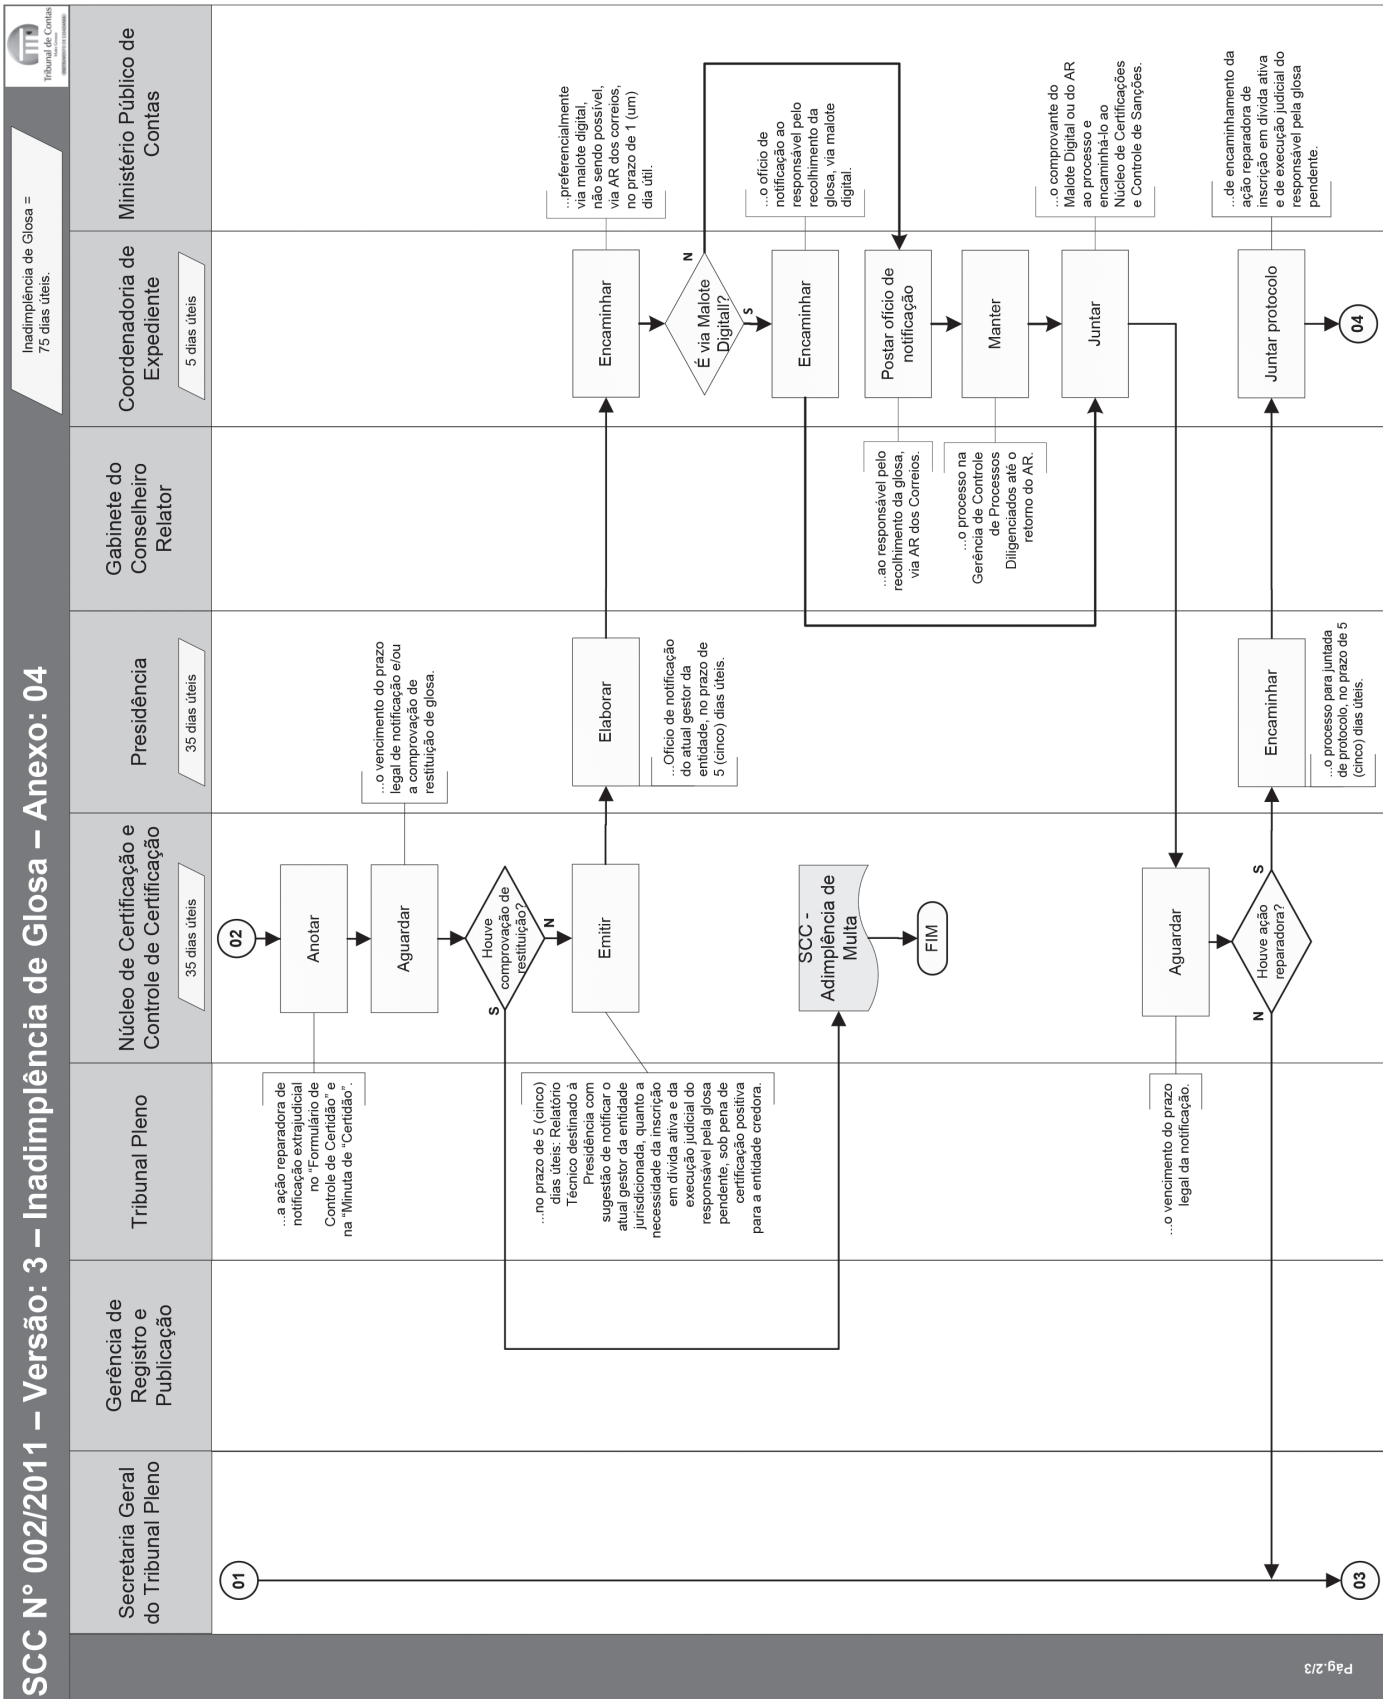 SCC N° 002/2011 – Versão: 3 – Inadimplência de Glosa – Anexo: 04
Inadimplência de Glosa =
75 dias úteis.
Tribunal de Contas
Mato Grosso
Secretaria Geral
do Tribunal Pleno
Gerência de
Registro e
Publicação
Tribunal Pleno
Núcleo de Certificação e
Controle de Certificação
35 dias úteis
Presidência
35 dias úteis
Gabinete do
Conselheiro
Relator
Coordenadoria de
Expediente
5 dias úteis
Ministério Público de
Contas
01
02
Anotar
...a ação reparadora de
notificação extrajudicial
no “Formulário de
Controle de Certidão” e
na “Minuta de “Certidão”.
Aguardar
...o vencimento do prazo
legal de notificação e/ou
a comprovação de
restituição de glosa.
Houve
comprovação de
restituição?
S
N
Emitir
...no prazo de 5 (cinco)
dias úteis: Relatório
Técnico destinado à
Presidência com
sugestão de notificar o
atual gestor da entidade
jurisdicionada, quanto a
necessidade da inscrição
em dívida ativa e da
execução judicial do
responsável pela glosa
pendente, sob pena de
certificação positiva
para a entidade credora.
Elaborar
...Ofício de notificação
do atual gestor da
entidade, no prazo de
5 (cinco) dias úteis.
Encaminhar
...preferencialmente
via malote digital,
não sendo possível,
via AR dos correios,
no prazo de 1 (um)
dia útil.
É via Malote
Digitall?
N
S
Encaminhar
...o ofício de
notificação ao
responsável pelo
recolhimento da
glosa, via malote
digital.
SCC -
Adimplência de
Multa
FIM
Postar ofício de
notificação
...ao responsável pelo
recolhimento da glosa,
via AR dos Correios.
Manter
...o processo na
Gerência de Controle
de Processos
Diligenciados até o
retorno do AR.
Juntar
...o comprovante do
Malote Digital ou do AR
ao processo e
encaminhá-lo ao
Núcleo de Certificações
e Controle de Sanções.
Aguardar
...o vencimento do prazo
legal da notificação.
Houve ação
reparadora?
N
S
Encaminhar
...o processo para juntada
de protocolo, no prazo de 5
(cinco) dias úteis.
Juntar protocolo
...de encaminhamento da
ação reparadora de
inscrição em dívida ativa
e de execução judicial do
responsável pela glosa
pendente.
03
04
Pág.2/3